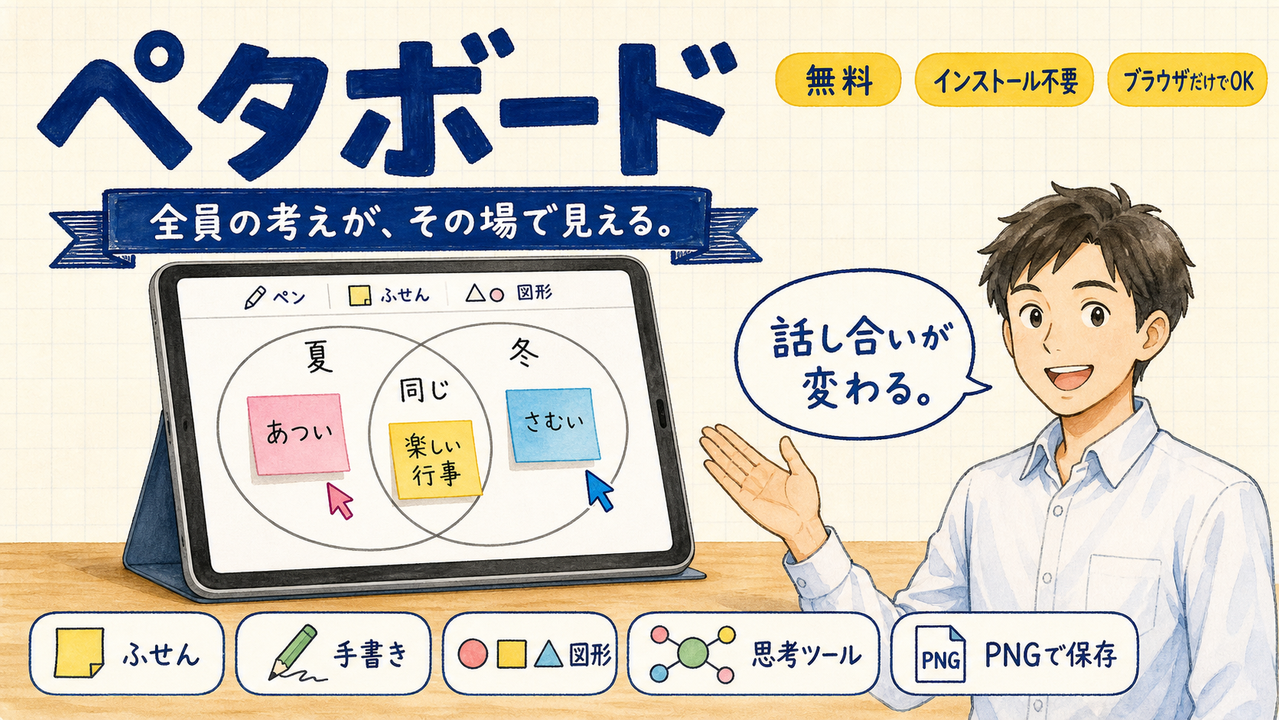 ペタボード
無料
インストール不要
ブラウザだけでOK
全員の考えが、その場で見える。
ペン
ふせん
図形
夏
同じ
冬
あつい
楽しい
行事
さむい
話し合いが
変わる。
ふせん
手書き
図形
思考ツール
PNG
PNGで保存